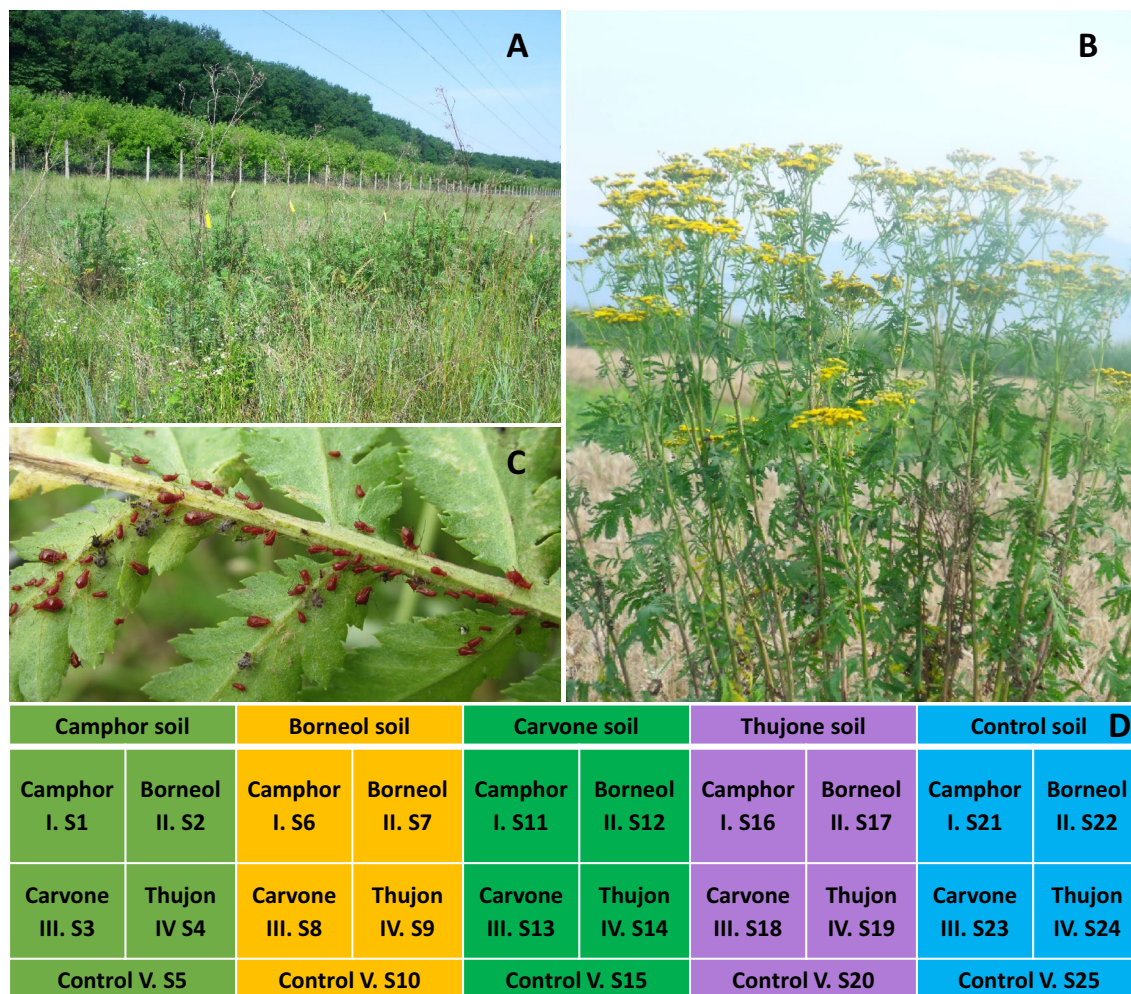 A
B
C
Camphor soil
Borneol soil
Carvone soil
Thujone soil
Control soil
D
Camphor
I. S1
Borneol
II. S2
Camphor
I. S6
Borneol
II. S7
Camphor
I. S11
Borneol
II. S12
Camphor
I. S16
Borneol
II. S17
Camphor
I. S21
Borneol
II. S22
Carvone
III. S3
Thujon
IV S4
Carvone
III. S8
Thujon
IV. S9
Carvone
III. S13
Thujon
IV. S14
Carvone
III. S18
Thujon
IV. S19
Carvone
III. S23
Thujon
IV. S24
Control V. S5
Control V. S10
Control V. S15
Control V. S20
Control V. S25